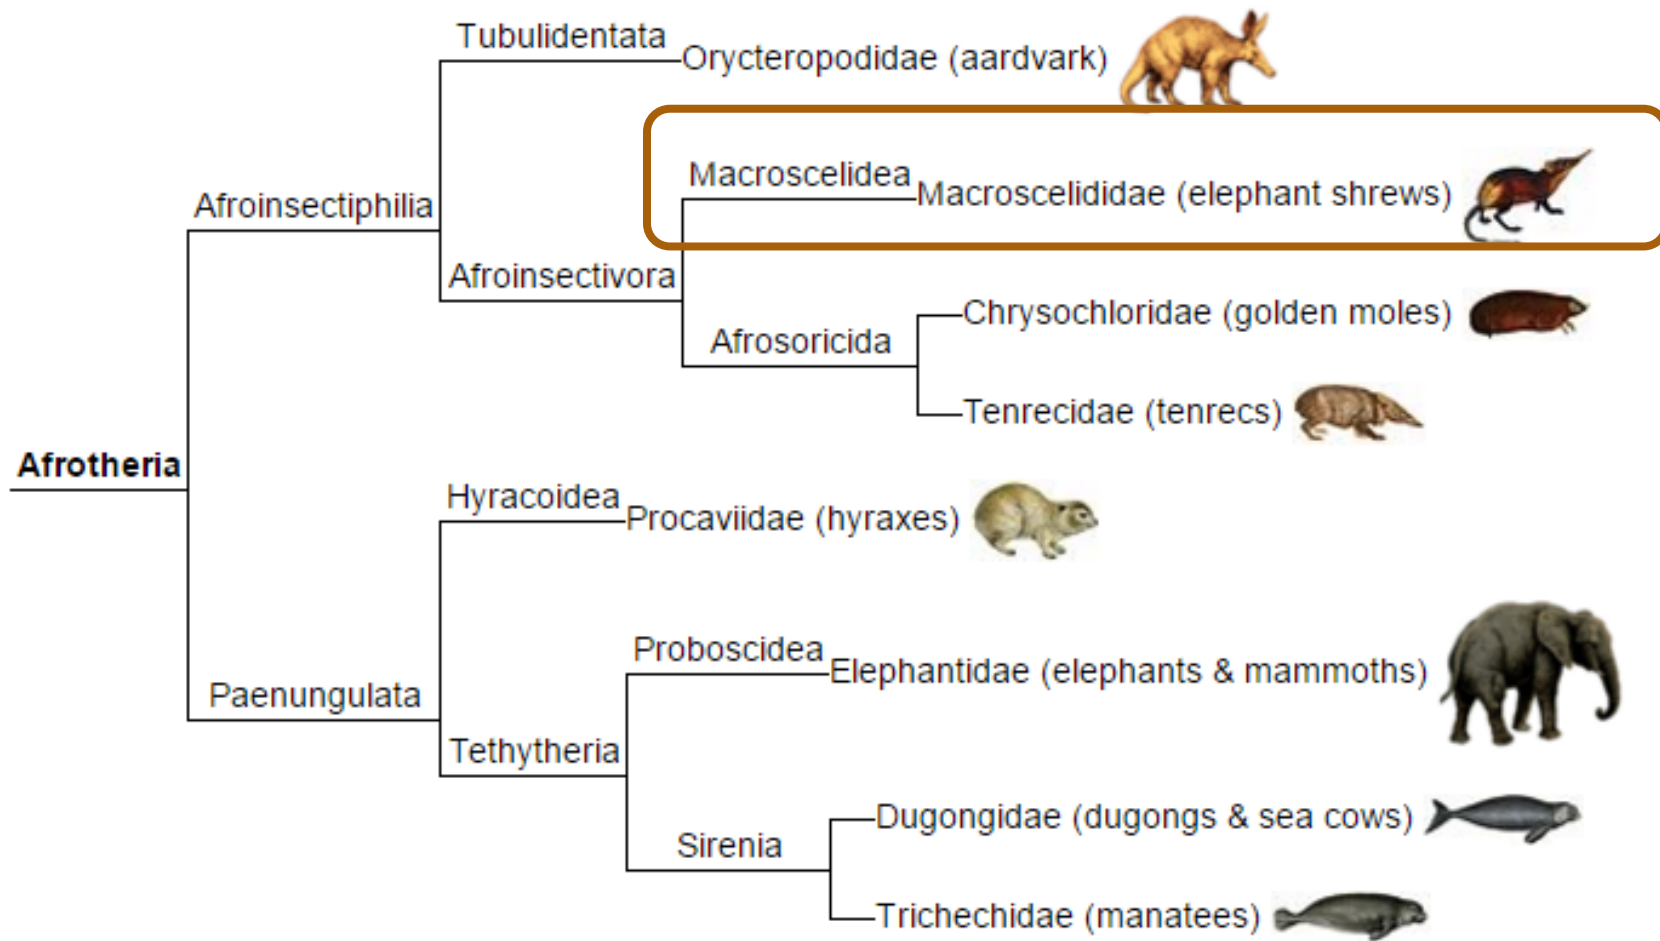 Tubulidentata
Orycteropodidae (aardvark)
Macroscelidea
Macroscelididae (elephant shrews)
Afroinsectiphilia
Afroinsectivora
Chrysochloridae (golden moles)
Afrosoricida
Tenrecidae (tenrecs)
Afrotheria
Hyracoidea
Procaviidae (hyraxes)
Proboscidea
Elephantidae (elephants & mammoths)
Paenungulata
Tethytheria
Dugongidae (dugongs & sea cows)
Sirenia
Trichechidae (manatees)